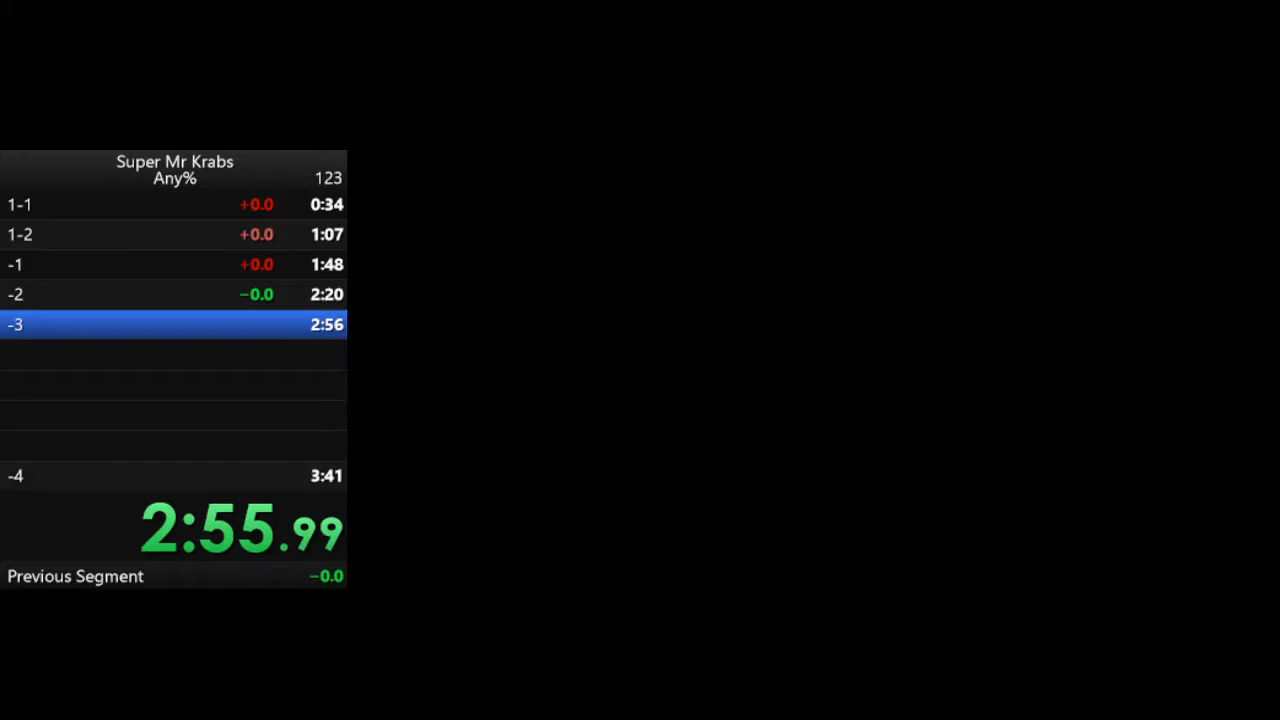 Super Mr Krabs
Any% 123
1-1 +0.0 0:34
1-2 +0.0 1:07
-1 +0.0 1:48
-2 −0.0 2:20
-3 2:56
-4 3:41
2:55.99
Previous Segment −0.0